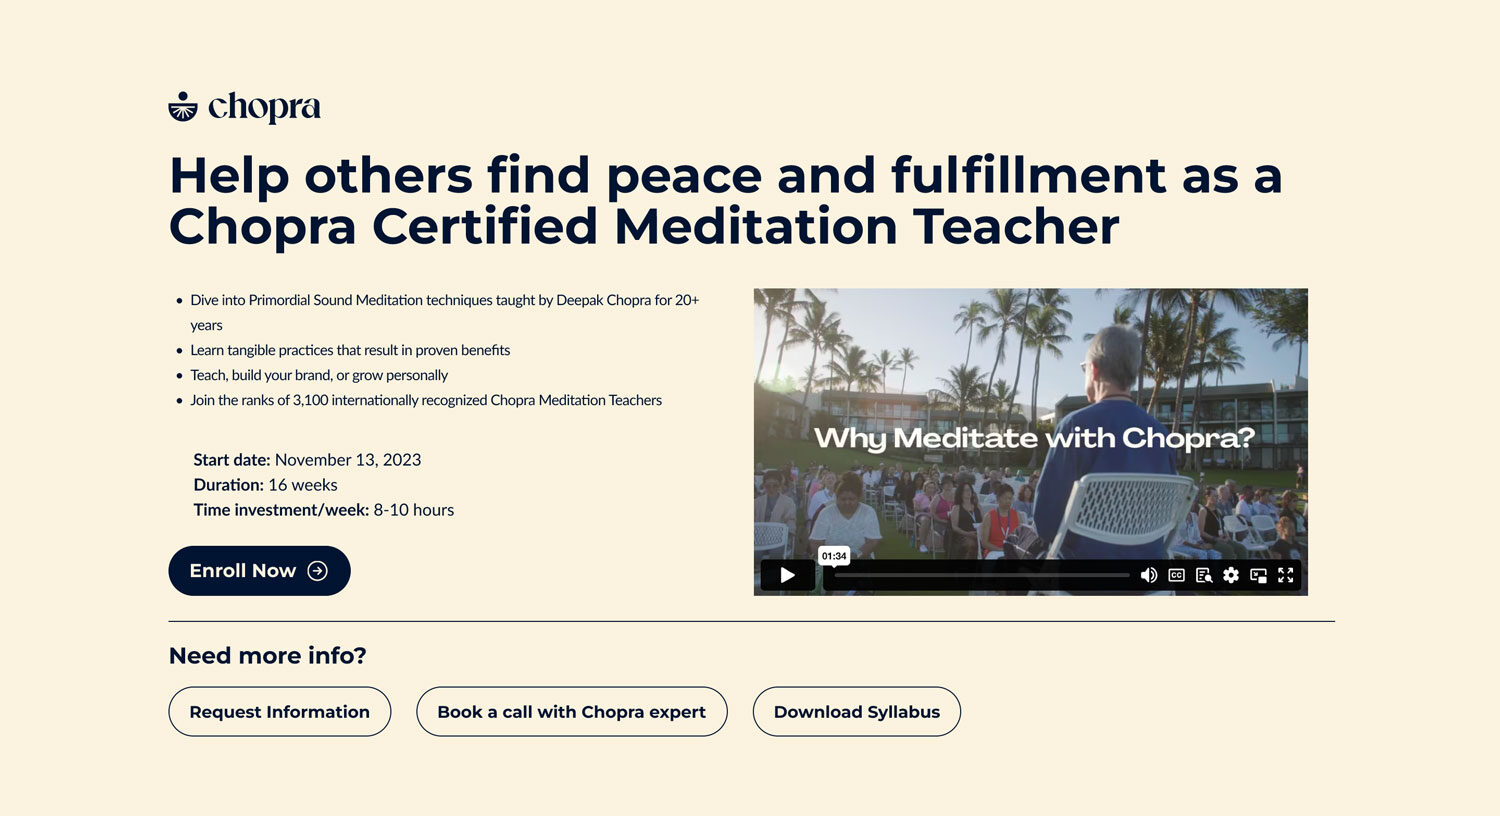 chopra
Help others find peace and fulfillment as a
Chopra Certified Meditation Teacher
• Dive into Primordial Sound Meditation techniques taught by Deepak Chopra for 20+
years
• Learn tangible practices that result in proven benefits
• Teach, build your brand, or grow personally
• Join the ranks of 3,100 internationally recognized Chopra Meditation Teachers
Start date: November 13, 2023
Duration: 16 weeks
Time investment/week: 8-10 hours
Enroll Now
Why Meditate with Chopra?
01:34
CC
Need more info?
Request Information
Book a call with Chopra expert
Download Syllabus